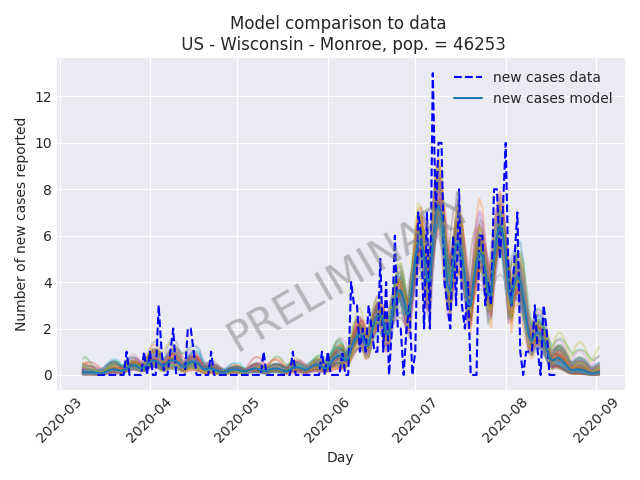 Model comparison to data
US - Wisconsin - Monroe, pop. = 46253
new cases data
new cases model
Number of new cases reported
12
10
8
6
4
2
0
PRELIMINARY
2020-03
2020-04
2020-05
2020-06
2020-07
2020-08
2020-09
Day